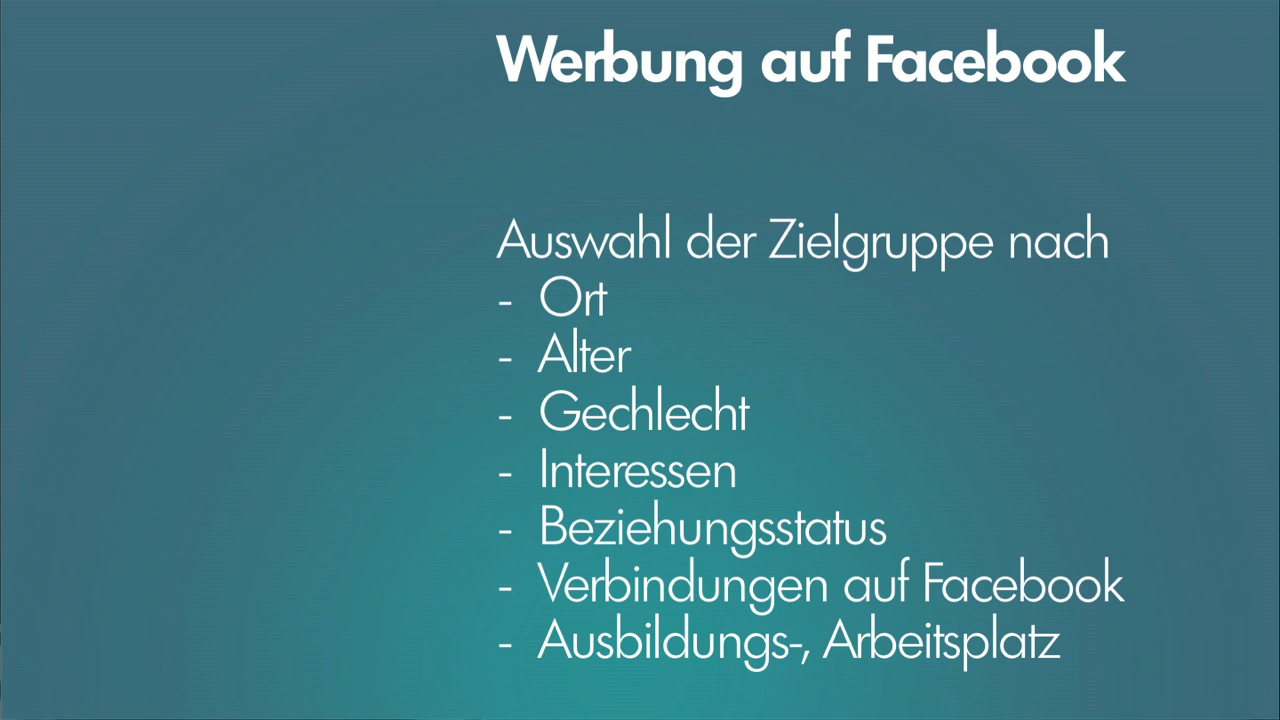 Werbung auf Facebook
Auswahl der Zielgruppe nach
- Ort
- Alter
- Gechlecht
- Interessen
- Beziehungsstatus
- Verbindungen auf Facebook
- Ausbildungs-, Arbeitsplatz